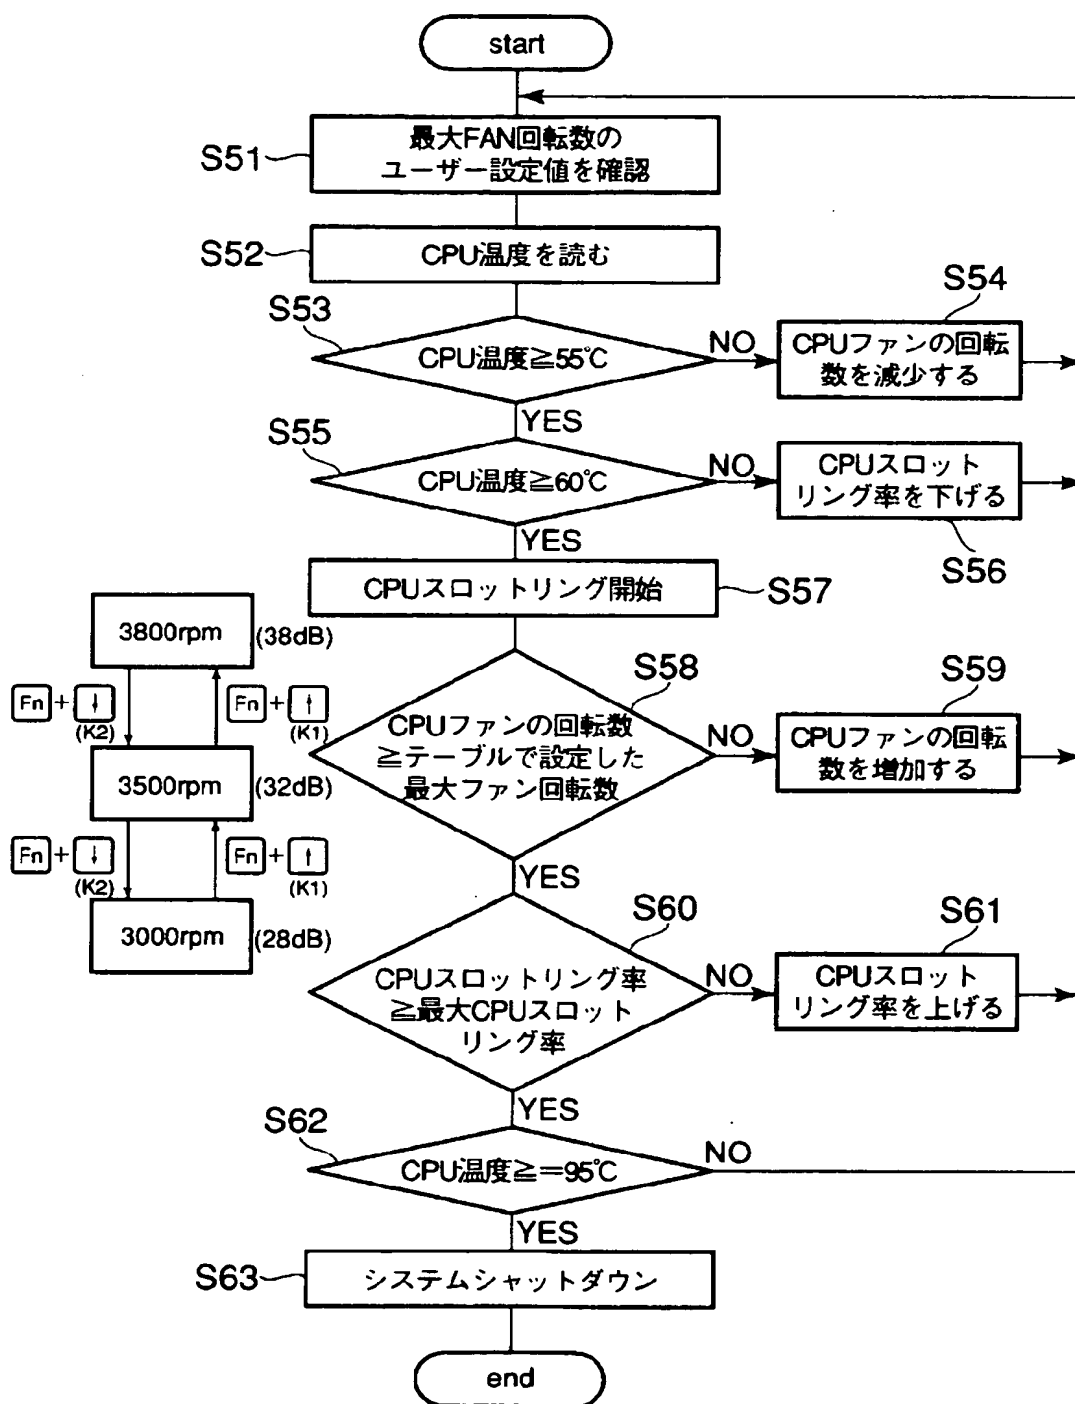 start
S51
最大FAN回転数の
ユーザー設定値を確認
S52
CPU温度を読む
S53
CPU温度≧55℃
NO
S54
CPUファンの回転
数を減少する
YES
S55
CPU温度≧60℃
NO
CPUスロット
リング率を下げる
S56
YES
CPUスロットリング開始
S57
3800rpm
(38dB)
Fn + ↓
(K2)
Fn + ↑
(K1)
3500rpm
(32dB)
Fn + ↓
(K2)
Fn + ↑
(K1)
3000rpm
(28dB)
S58
CPUファンの回転数
≧テーブルで設定した
最大ファン回転数
NO
S59
CPUファンの回転
数を増加する
YES
S60
CPUスロットリング率
≧最大CPUスロット
リング率
NO
S61
CPUスロット
リング率を上げる
YES
S62
CPU温度≧=95℃
NO
YES
S63
システムシャットダウン
end